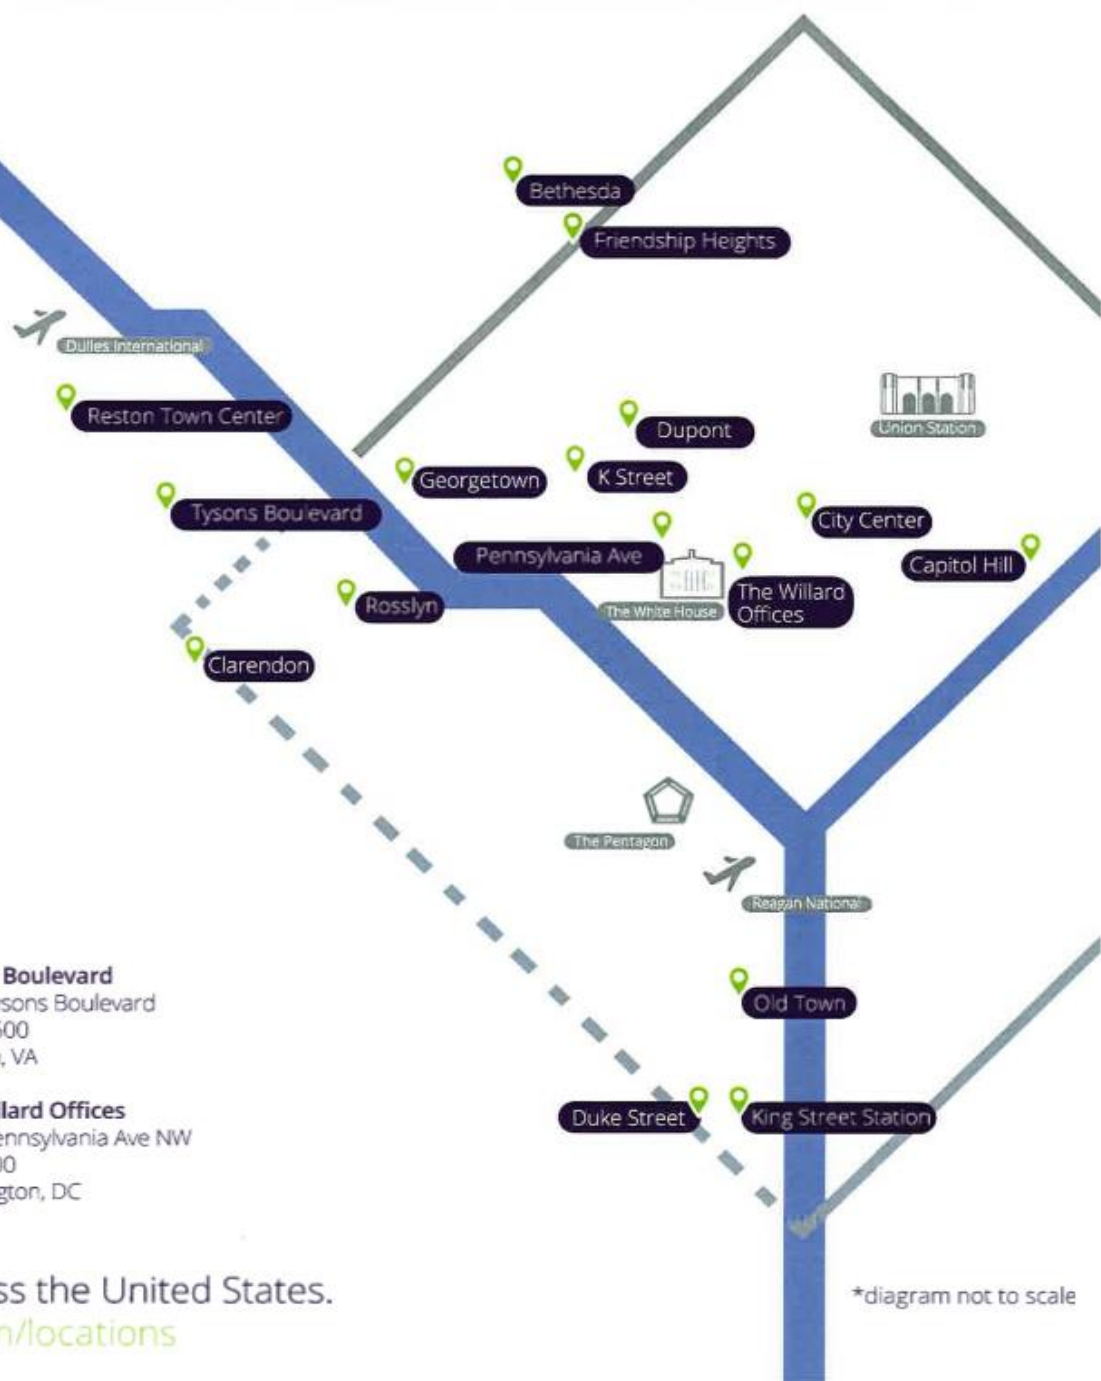 Bethesda
Friendship Heights
Dulles International
Reston Town Center
Dupont
Union Station
Georgetown
K Street
Tysons Boulevard
City Center
Pennsylvania Ave
Capitol Hill
The White House
The Willard
Offices
Rosslyn
Clarendon
The Pentagon
Reagan National
Old Town
Duke Street
King Street Station
Boulevard
sons Boulevard
00
, VA
llard Offices
ennsylvania Ave NW
00
gton, DC
ss the United States.
m/locations
*diagram not to scale